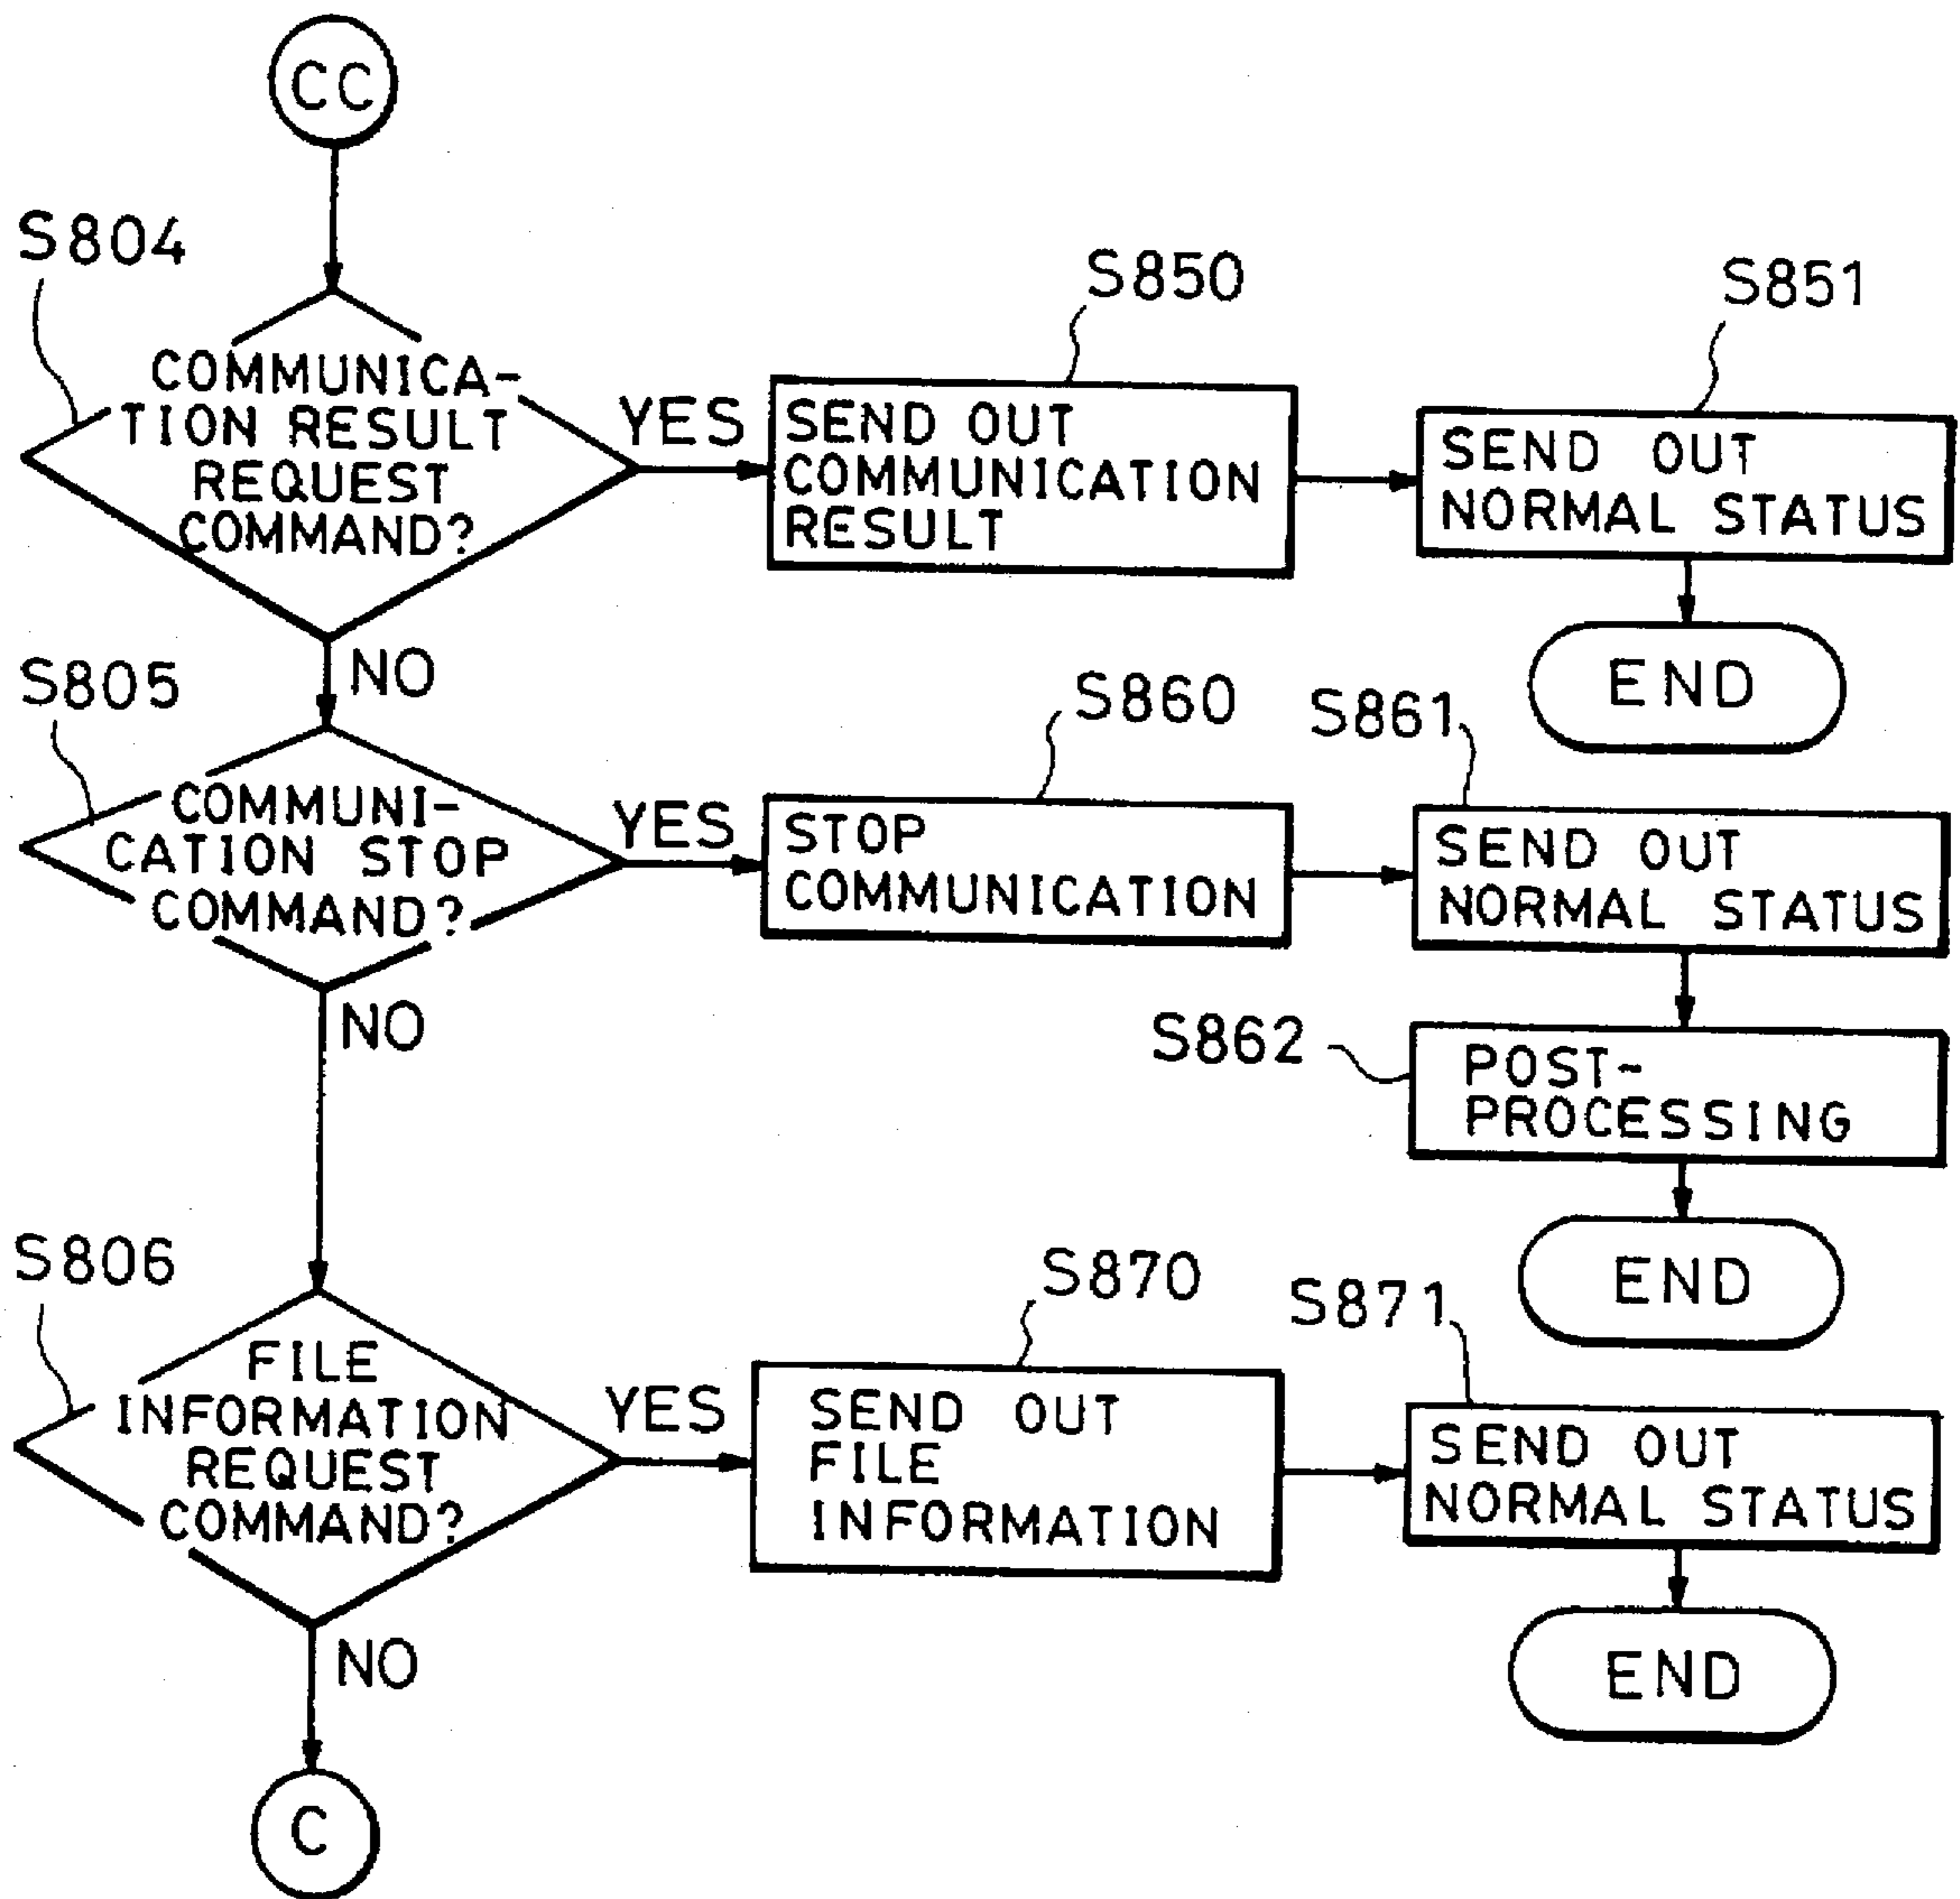 CC
S804
COMMUNICA-
TION RESULT
REQUEST
COMMAND?
YES
S850
SEND OUT
COMMUNICATION
RESULT
S851
SEND OUT
NORMAL STATUS
END
NO
S805
COMMUNI-
CATION STOP
COMMAND?
YES
S860
STOP
COMMUNICATION
S861
SEND OUT
NORMAL STATUS
S862
POST-
PROCESSING
END
NO
S806
FILE
INFORMATION
REQUEST
COMMAND?
YES
S870
SEND OUT
FILE
INFORMATION
S871
SEND OUT
NORMAL STATUS
END
NO
C